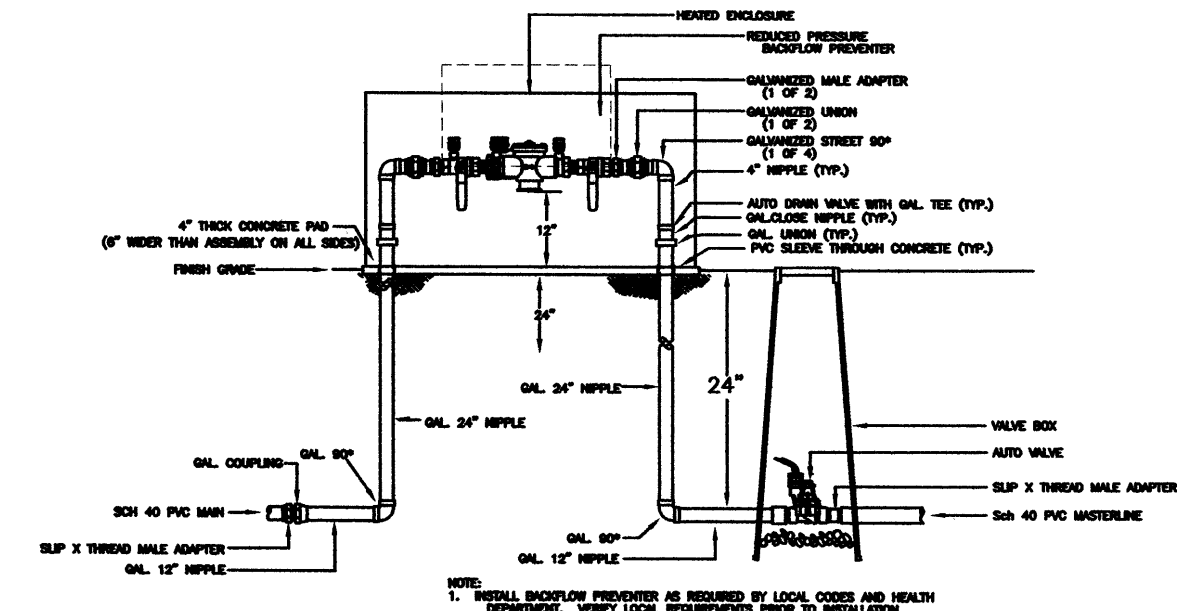 HEATED ENCLOSURE
REDUCED PRESSURE
BACKFLOW PREVENTER
GALVANIZED MALE ADAPTER
(1 OF 2)
GALVANIZED UNION
(1 OF 2)
GALVANIZED STREET 90°
(1 OF 4)
4" NIPPLE (TYP.)
AUTO DRAIN VALVE WITH GAL. TEE (TYP.)
GAL.CLOSE NIPPLE (TYP.)
GAL. UNION (TYP.)
PVC SLEEVE THROUGH CONCRETE (TYP.)
4" THICK CONCRETE PAD
(6" WIDER THAN ASSEMBLY ON ALL SIDES)
12"
FINISH GRADE
24"
GAL. 24" NIPPLE
24"
GAL. 24" NIPPLE
VALVE BOX
AUTO VALVE
GAL. 90°
GAL. COUPLING
SLIP X THREAD MALE ADAPTER
SCH 40 PVC MAIN
Sch 40 PVC MASTERLINE
GAL. 90°
SLIP X THREAD MALE ADAPTER
GAL. 12" NIPPLE
GAL. 12" NIPPLE
NOTE:
1. INSTALL BACKFLOW PREVENTER AS REQUIRED BY LOCAL CODES AND HEALTH
DEPARTMENT. VERIFY LOCAL REQUIREMENTS PRIOR TO INSTALLATION